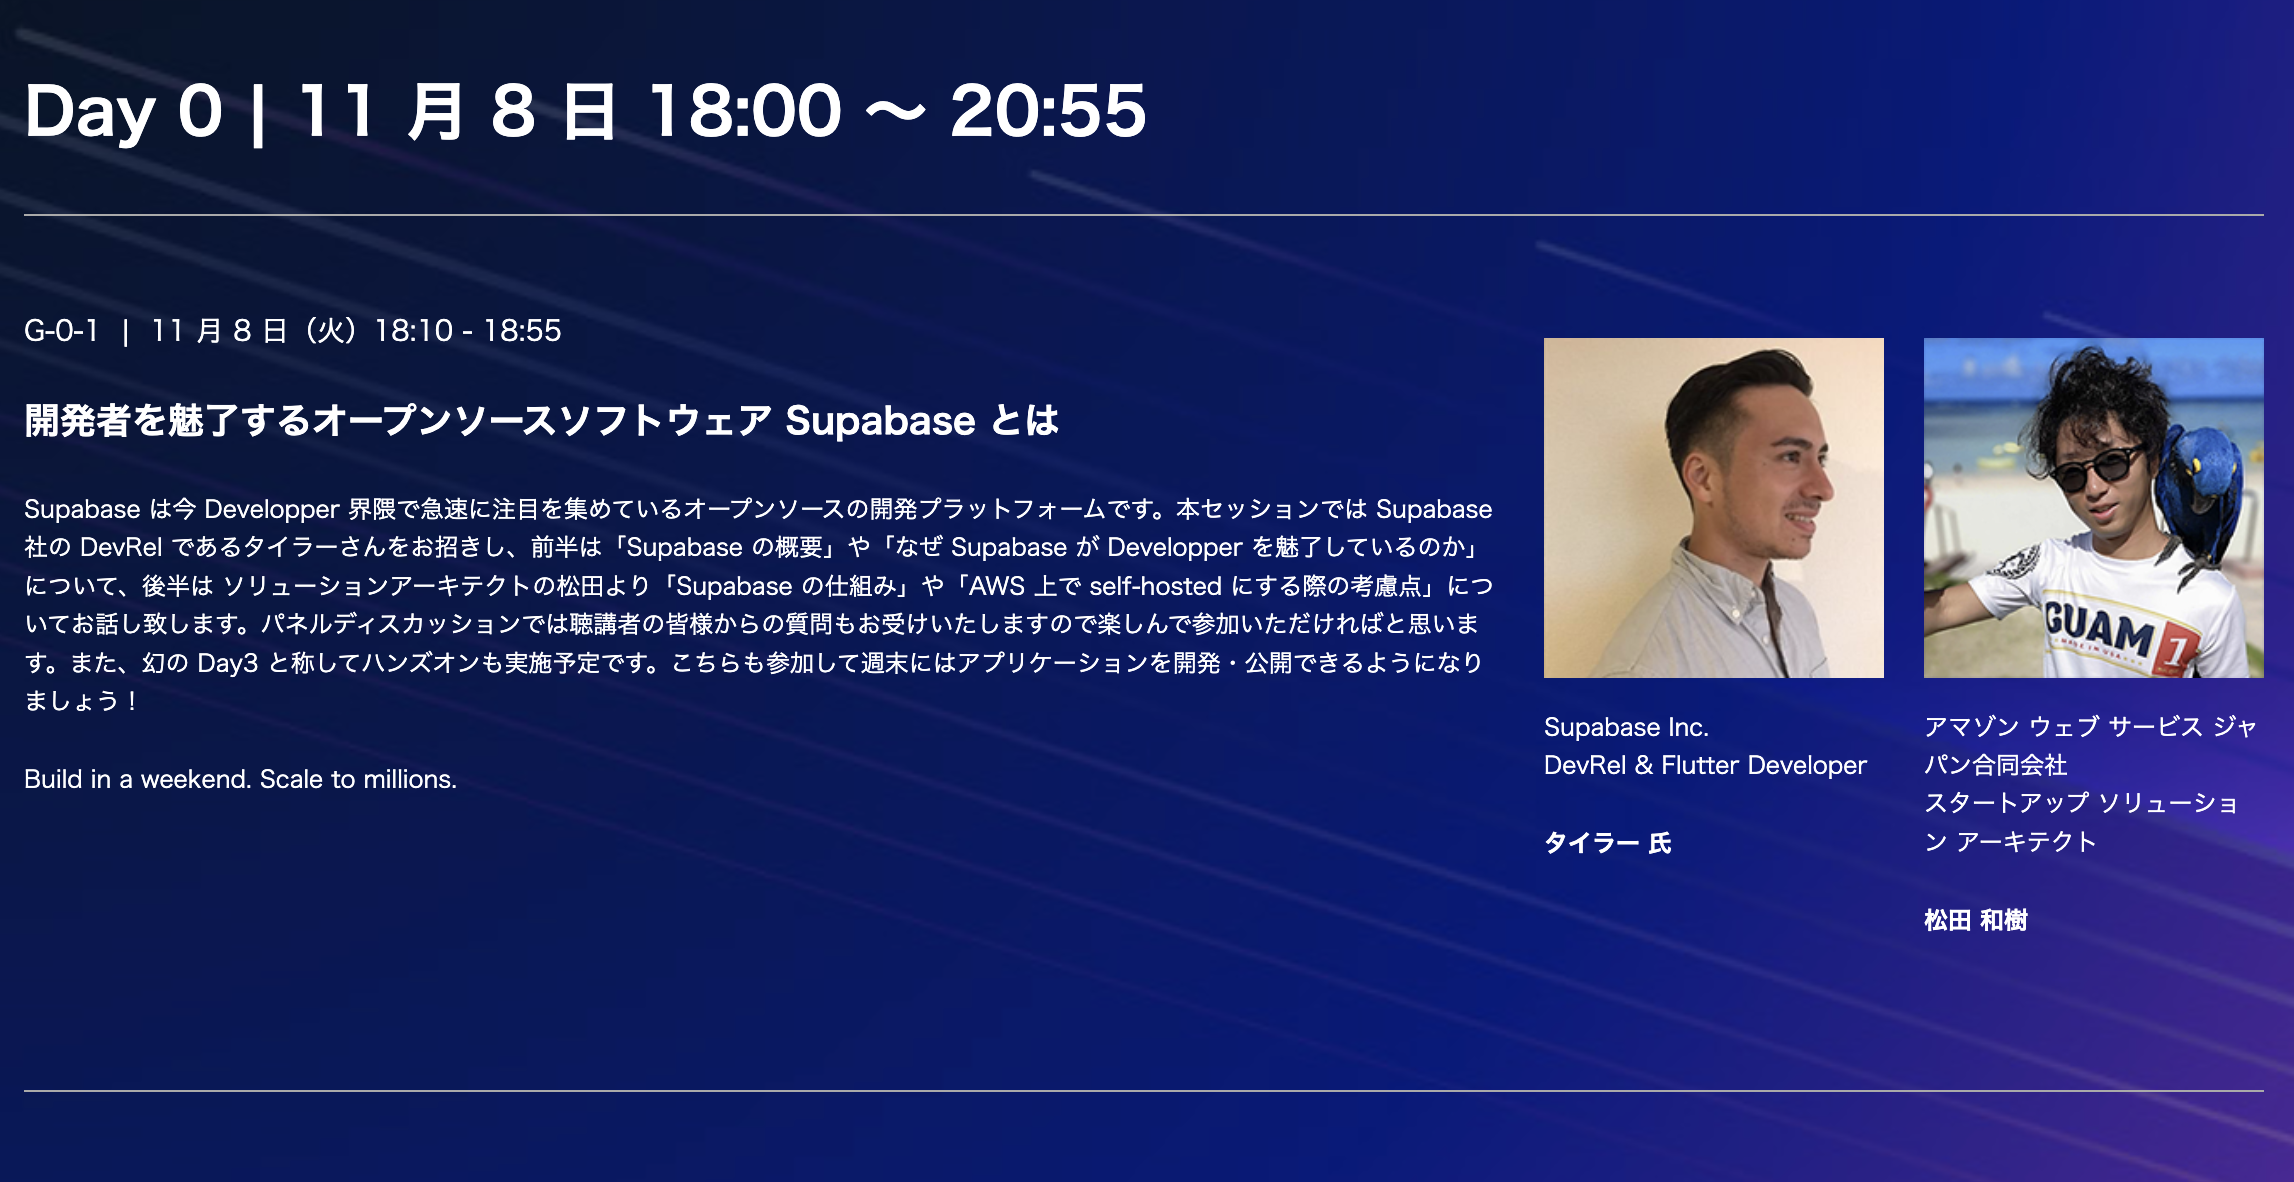 Day 0 | 11 月 8 日 18:00 〜 20:55
G-0-1 | 11 月 8 日（火）18:10 - 18:55
開発者を魅了するオープンソースソフトウェア Supabase とは
Supabase は今 Developper 界隈で急速に注目を集めているオープンソースの開発プラットフォームです。本セッションでは Supabase
社の DevRel であるタイラーさんをお招きし、前半は「Supabase の概要」や「なぜ Supabase が Developper を魅了しているのか」
について、後半は ソリューションアーキテクトの松田より「Supabase の仕組み」や「AWS 上で self-hosted にする際の考慮点」につ
いてお話し致します。パネルディスカッションでは聴講者の皆様からの質問もお受けいたしますので楽しんで参加いただければと思いま
す。また、幻の Day3 と称してハンズオンも実施予定です。こちらも参加して週末にはアプリケーションを開発・公開できるようになり
ましょう！
Build in a weekend. Scale to millions.
Supabase Inc.
DevRel & Flutter Developer
タイラー 氏
GUAM
1
MADE IN USA
アマゾン ウェブ サービス ジャ
パン合同会社
スタートアップ ソリューショ
ン アーキテクト
松田 和樹